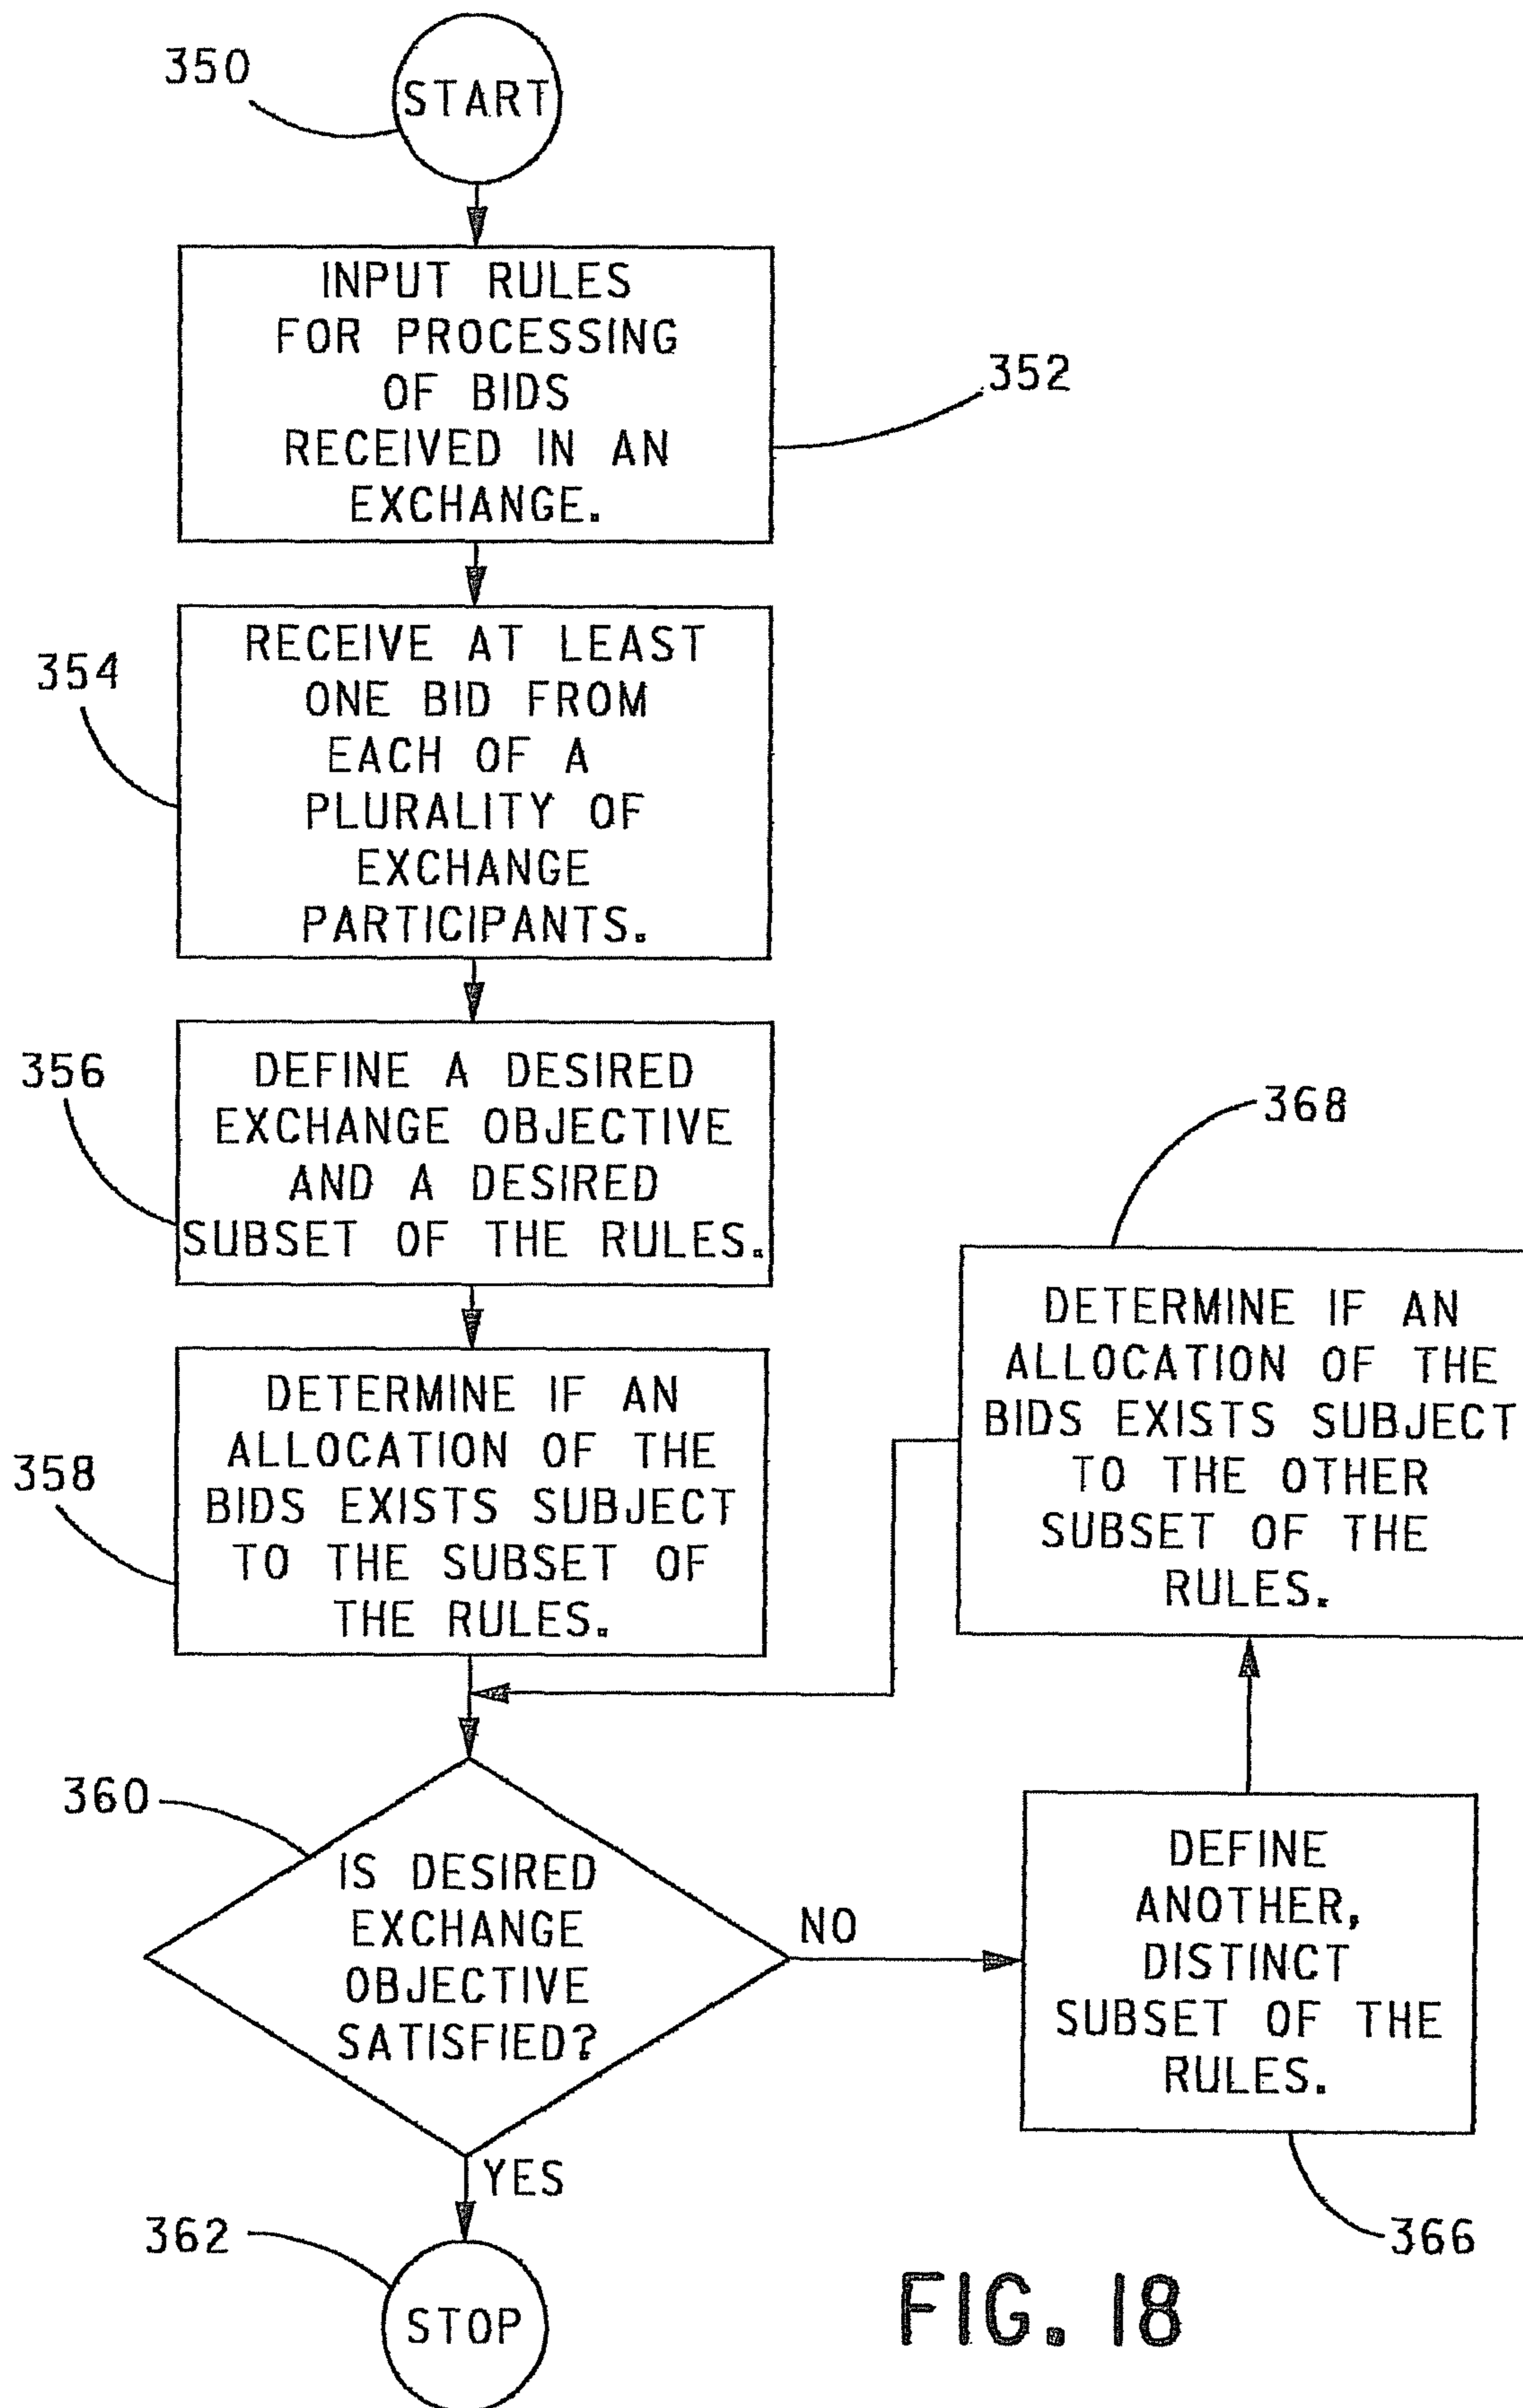 350
START
INPUT RULES
FOR PROCESSING
OF BIDS
RECEIVED IN AN
EXCHANGE.
352
RECEIVE AT LEAST
ONE BID FROM
EACH OF A
PLURALITY OF
EXCHANGE
PARTICIPANTS.
354
DEFINE A DESIRED
EXCHANGE OBJECTIVE
AND A DESIRED
SUBSET OF THE RULES.
356
DETERMINE IF AN
ALLOCATION OF THE
BIDS EXISTS SUBJECT
TO THE SUBSET OF
THE RULES.
358
368
DETERMINE IF AN
ALLOCATION OF THE
BIDS EXISTS SUBJECT
TO THE OTHER
SUBSET OF THE
RULES.
360
IS DESIRED
EXCHANGE
OBJECTIVE
SATISFIED?
NO
DEFINE
ANOTHER,
DISTINCT
SUBSET OF THE
RULES.
366
YES
362
STOP
FIG. 18